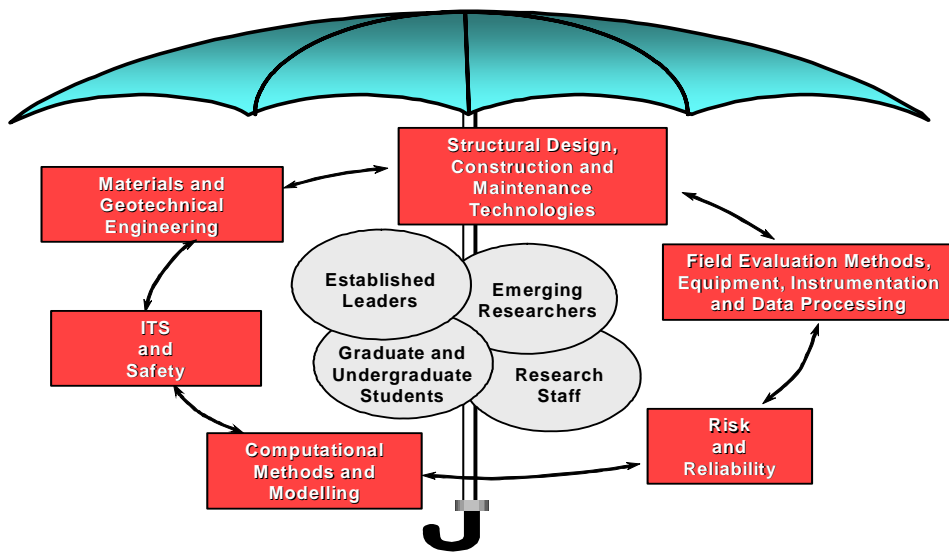 Structural Design,
Construction and
Maintenance
Technologies
Materials and
Geotechnical
Engineering
Field Evaluation Methods,
Equipment, Instrumentation
and Data Processing
Established
Leaders
Emerging
Researchers
ITS
and
Safety
Graduate and
Undergraduate
Students
Research
Staff
Risk
and
Reliability
Computational
Methods and
Modelling